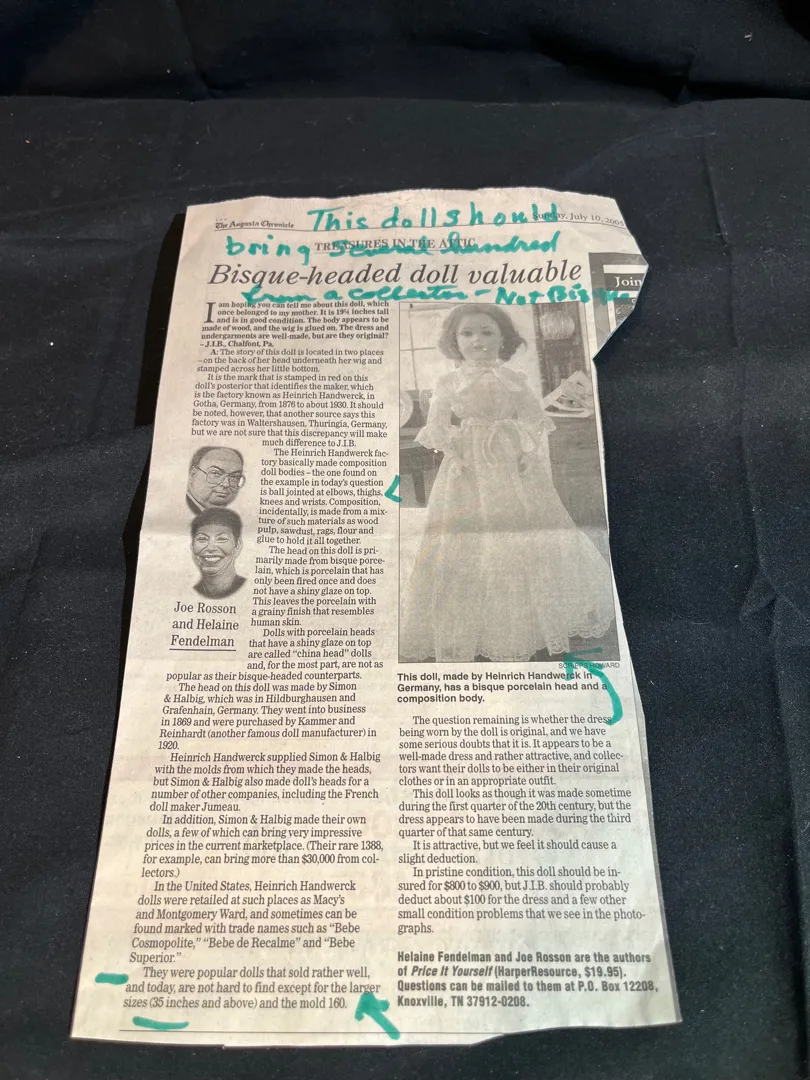 The Augusta Chronicle
Sunday, July 10, 2005
This doll should
bring several hundred
TREASURES IN THE ATTIC
Bisque-headed doll valuable
from a collector - Not Bisque
Join
I am hoping you can tell me about this doll, which
once belonged to my mother. It is 19¼ inches tall
and is in good condition. The body appears to be
made of wood, and the wig is glued on. The dress and
undergarments are well-made, but are they original?
– J.I.B., Chalfont, Pa.
A: The story of this doll is located in two places
– on the back of her head underneath her wig and
stamped across her little bottom.
It is the mark that is stamped in red on this
doll's posterior that identifies the maker, which
is the factory known as Heinrich Handwerck, in
Gotha, Germany, from 1876 to about 1930. It should
be noted, however, that another source says this
factory was in Waltershausen, Thuringia, Germany,
but we are not sure that this discrepancy will make
much difference to J.I.B.
The Heinrich Handwerck fac-
tory basically made composition
doll bodies – the one found on
the example in today's question
is ball jointed at elbows, thighs,
knees and wrists. Composition,
incidentally, is made from a mix-
ture of such materials as wood
pulp, sawdust, rags, flour and
glue to hold it all together.
The head on this doll is pri-
marily made from bisque porce-
lain, which is porcelain that has
only been fired once and does
not have a shiny glaze on top.
This leaves the porcelain with
a grainy finish that resembles
human skin.
Dolls with porcelain heads
that have a shiny glaze on top
are called "china head" dolls
and, for the most part, are not as
popular as their bisque-headed counterparts.
Joe Rosson
and Helaine
Fendelman
The head on this doll was made by Simon
& Halbig, which was in Hildburghausen and
Grafenhain, Germany. They went into business
in 1869 and were purchased by Kammer and
Reinhardt (another famous doll manufacturer) in
1920.
Heinrich Handwerck supplied Simon & Halbig
with the molds from which they made the heads,
but Simon & Halbig also made doll's heads for a
number of other companies, including the French
doll maker Jumeau.
In addition, Simon & Halbig made their own
dolls, a few of which can bring very impressive
prices in the current marketplace. (Their rare 1388,
for example, can bring more than $30,000 from col-
lectors.)
In the United States, Heinrich Handwerck
dolls were retailed at such places as Macy's
and Montgomery Ward, and sometimes can be
found marked with trade names such as "Bebe
Cosmopolite," "Bebe de Recalme" and "Bebe
Superior."
They were popular dolls that sold rather well,
and today, are not hard to find except for the larger
sizes (35 inches and above) and the mold 160.
SCRIPPS HOWARD
This doll, made by Heinrich Handwerck in
Germany, has a bisque porcelain head and a
composition body.
The question remaining is whether the dress
being worn by the doll is original, and we have
some serious doubts that it is. It appears to be a
well-made dress and rather attractive, and collec-
tors want their dolls to be either in their original
clothes or in an appropriate outfit.
This doll looks as though it was made sometime
during the first quarter of the 20th century, but the
dress appears to have been made during the third
quarter of that same century.
It is attractive, but we feel it should cause a
slight deduction.
In pristine condition, this doll should be in-
sured for $800 to $900, but J.I.B. should probably
deduct about $100 for the dress and a few other
small condition problems that we see in the photo-
graphs.
Helaine Fendelman and Joe Rosson are the authors
of Price It Yourself (HarperResource, $19.95).
Questions can be mailed to them at P.O. Box 12208,
Knoxville, TN 37912-0208.